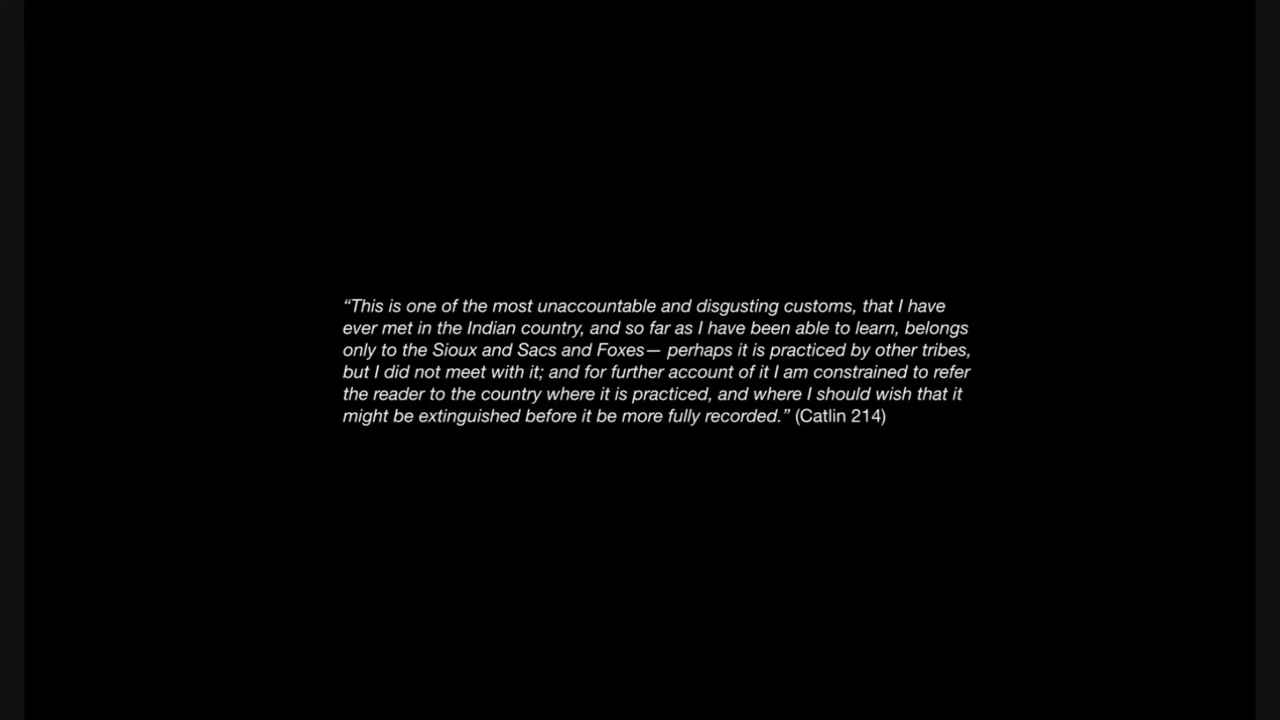 “This is one of the most unaccountable and disgusting customs, that I have
ever met in the Indian country, and so far as I have been able to learn, belongs
only to the Sioux and Sacs and Foxes— perhaps it is practiced by other tribes,
but I did not meet with it; and for further account of it I am constrained to refer
the reader to the country where it is practiced, and where I should wish that it
might be extinguished before it be more fully recorded.” (Catlin 214)